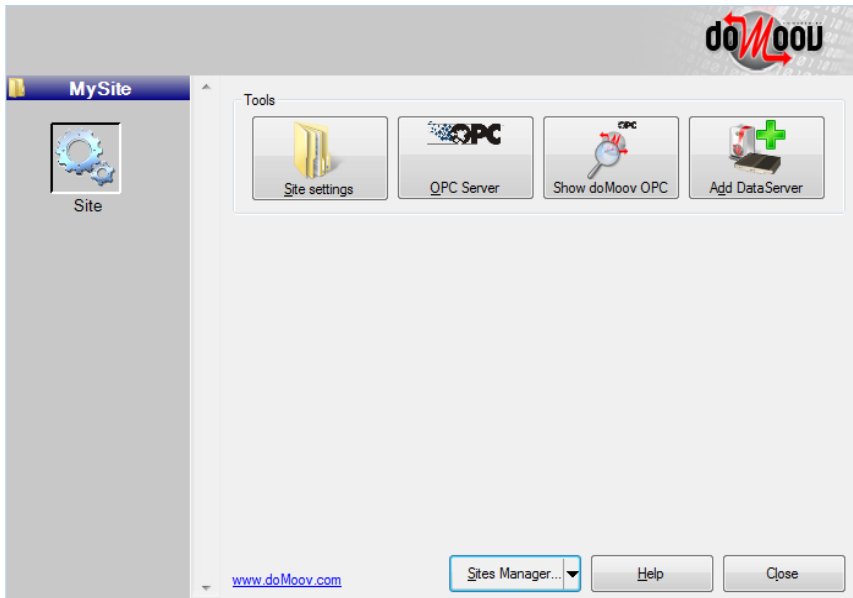 doMoov
MySite
Site
Tools
Site settings
OPC
OPC Server
OPC
Show doMoov OPC
Add DataServer
www.doMoov.com
Sites Manager...
Help
Close